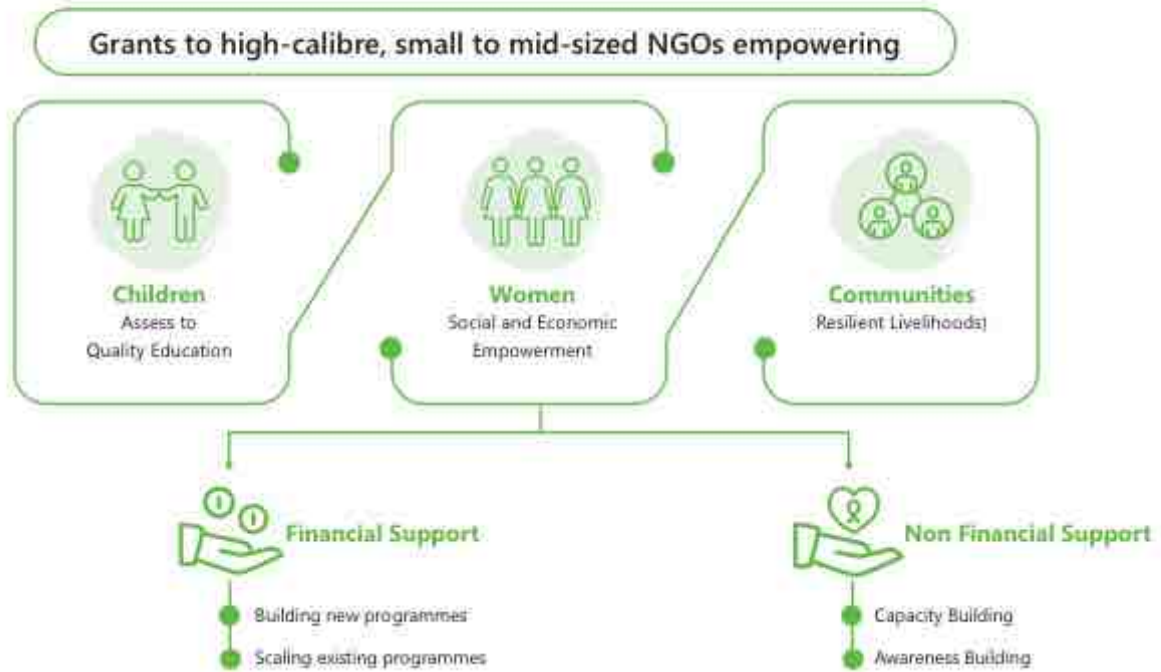 Grants to high-calibre, small to mid-sized NGOs empowering
Children
Assess to
Quality Education
Women
Social and Economic
Empowerment
Communities
Resilient Livelihoods)
Financial Support
Building new programmes
Scaling existing programmes
Non Financial Support
Capacity Building
Awareness Building